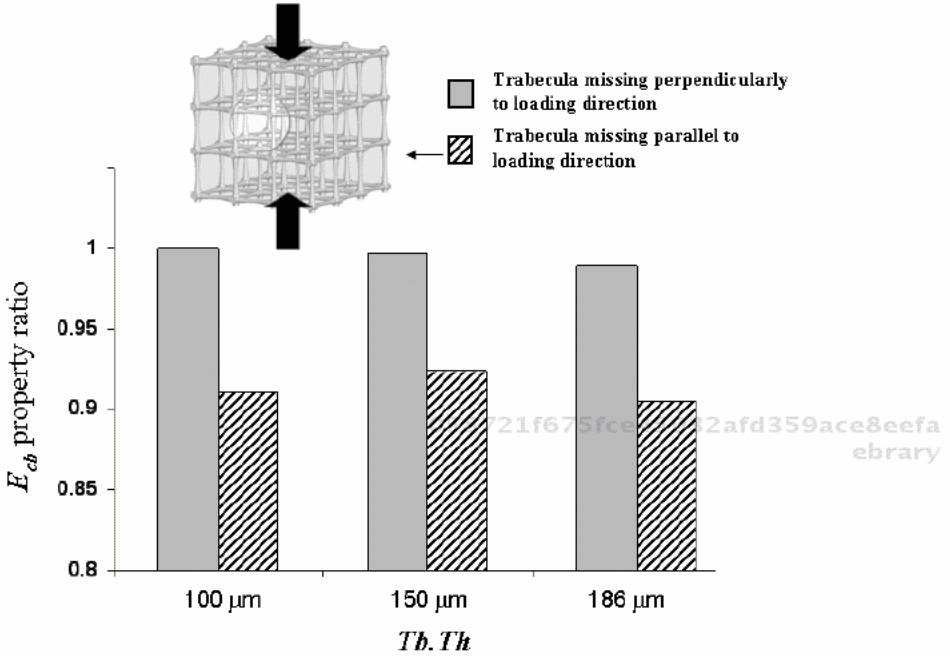 Trabecula missing perpendicularly
to loading direction
Trabecula missing parallel to
loading direction
E_cb property ratio
1
0.95
0.9
0.85
0.8
100 μm
150 μm
186 μm
Tb.Th
ebrary